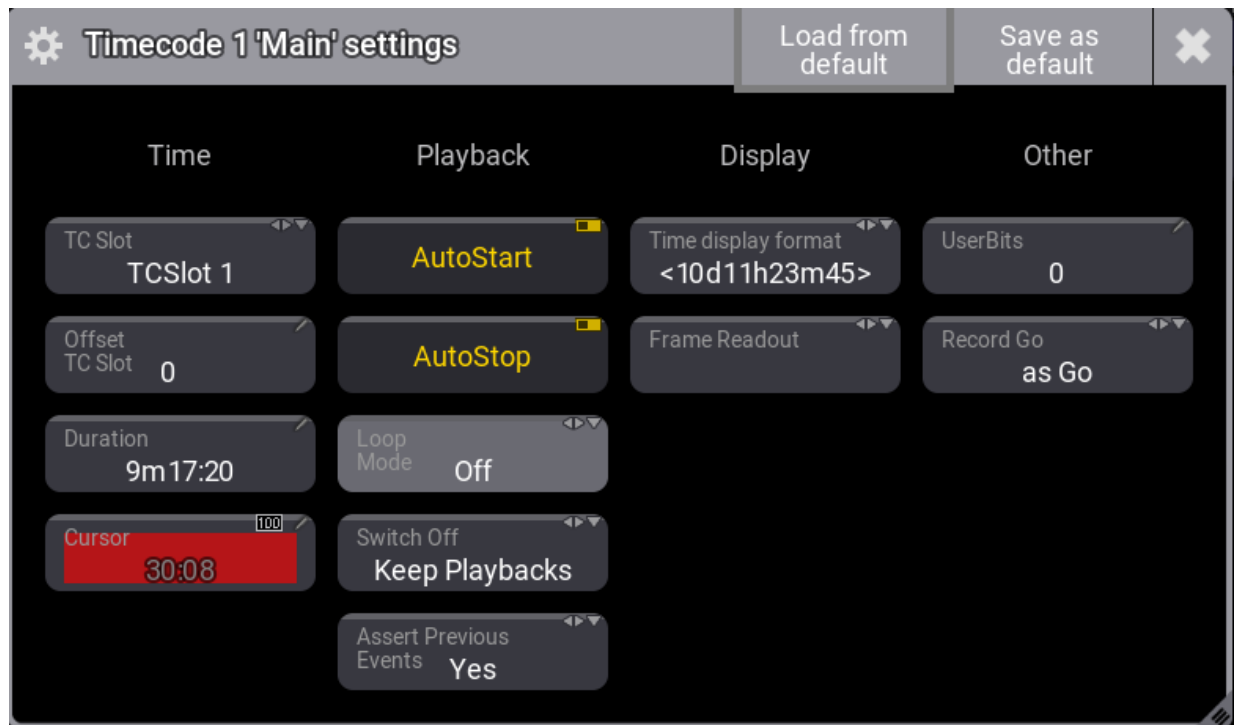 Timecode 1 'Main' settings
Load from
default
Save as
default
Time
Playback
Display
Other
TC Slot
TCSlot 1
AutoStart
Time display format
<10d11h23m45>
UserBits
0
Offset
TC Slot
0
AutoStop
Frame Readout
Record Go
as Go
Duration
9m17:20
Loop
Mode
Off
Cursor
100
30:08
Switch Off
Keep Playbacks
Assert Previous
Events
Yes